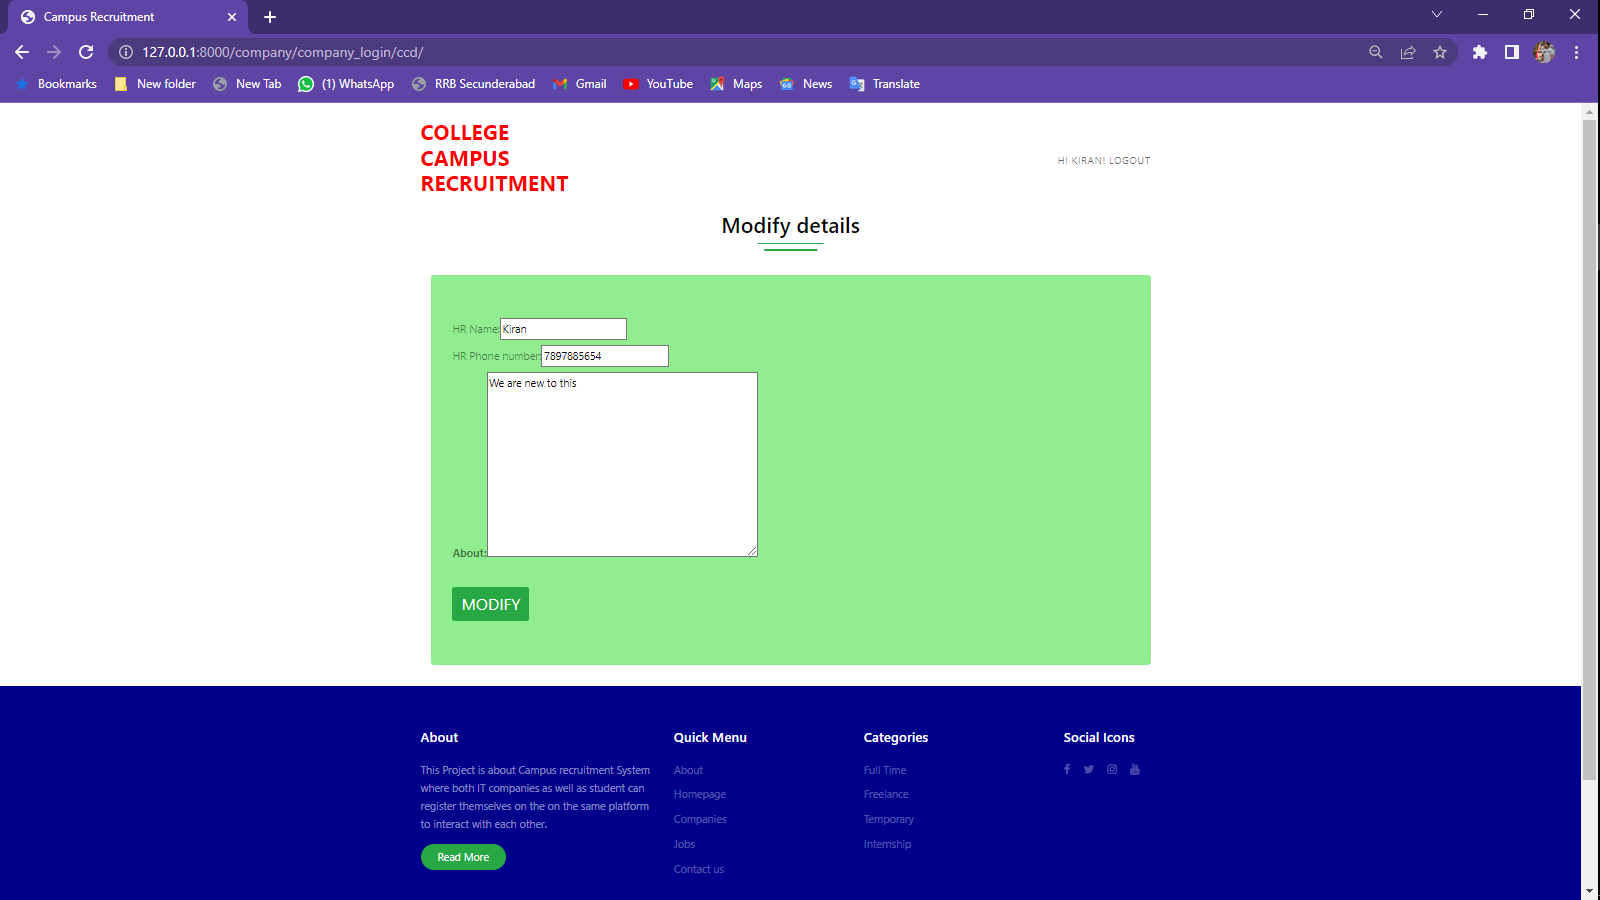 Campus Recruitment
127.0.0.1:8000/company/company_login/ccd/
Bookmarks New folder New Tab (1) WhatsApp RRB Secunderabad Gmail YouTube Maps News Translate
COLLEGE
CAMPUS
RECRUITMENT
HI KIRAN! LOGOUT
Modify details
HR Name: Kiran
HR Phone number: 7897885654
We are new to this
About:
MODIFY
About
This Project is about Campus recruitment System
where both IT companies as well as student can
register themselves on the on the same platform
to interact with each other.
Read More
Quick Menu
About
Homepage
Companies
Jobs
Contact us
Categories
Full Time
Freelance
Temporary
Internship
Social Icons